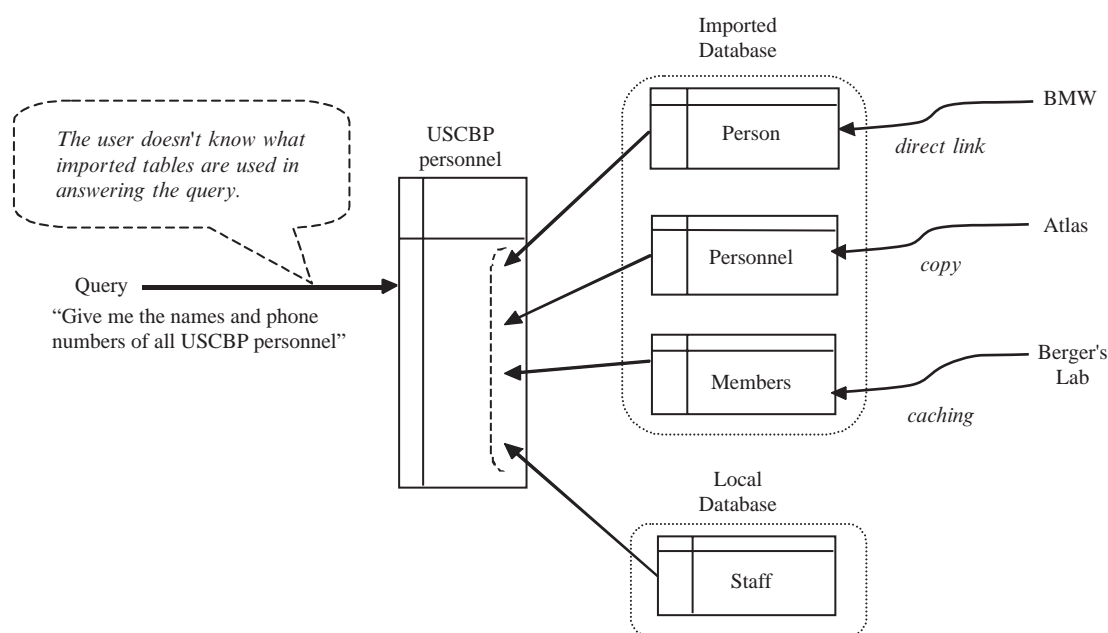 Imported
Database
BMW
Person
direct link
The user doesn't know what
imported tables are used in
answering the query.
USCBP
personnel
Atlas
Personnel
copy
Query
“Give me the names and phone
numbers of all USCBP personnel”
Berger's
Lab
Members
caching
Local
Database
Staff